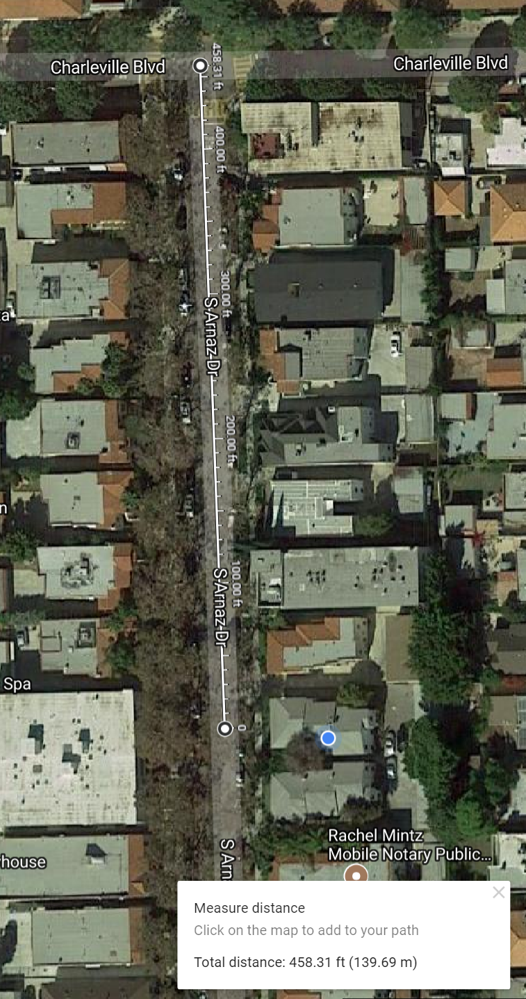 Charleville Blvd
Charleville Blvd
458.31 ft
400.00 ft
300.00 ft
S Arnaz Dr
200.00 ft
100.00 ft
S Arnaz Dr
Spa
0
Rachel Mintz
Mobile Notary Public...
S Arn
house
Measure distance
Click on the map to add to your path
Total distance: 458.31 ft (139.69 m)